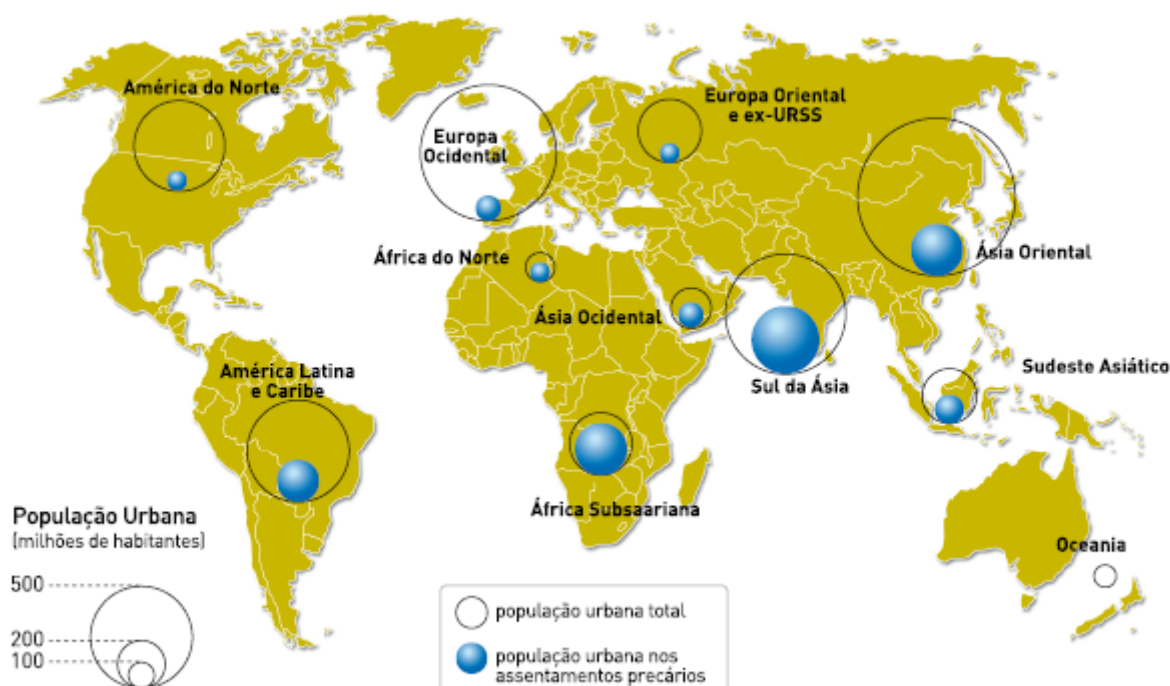 América do Norte
Europa Oriental
e ex-URSS
Europa
Ocidental
África do Norte
Ásia Oriental
Ásia Ocidental
Sul da Ásia
Sudeste Asiático
América Latina
e Caribe
África Subsaariana
Oceania
População Urbana
(milhões de habitantes)
500
200
100
população urbana total
população urbana nos
assentamentos precários